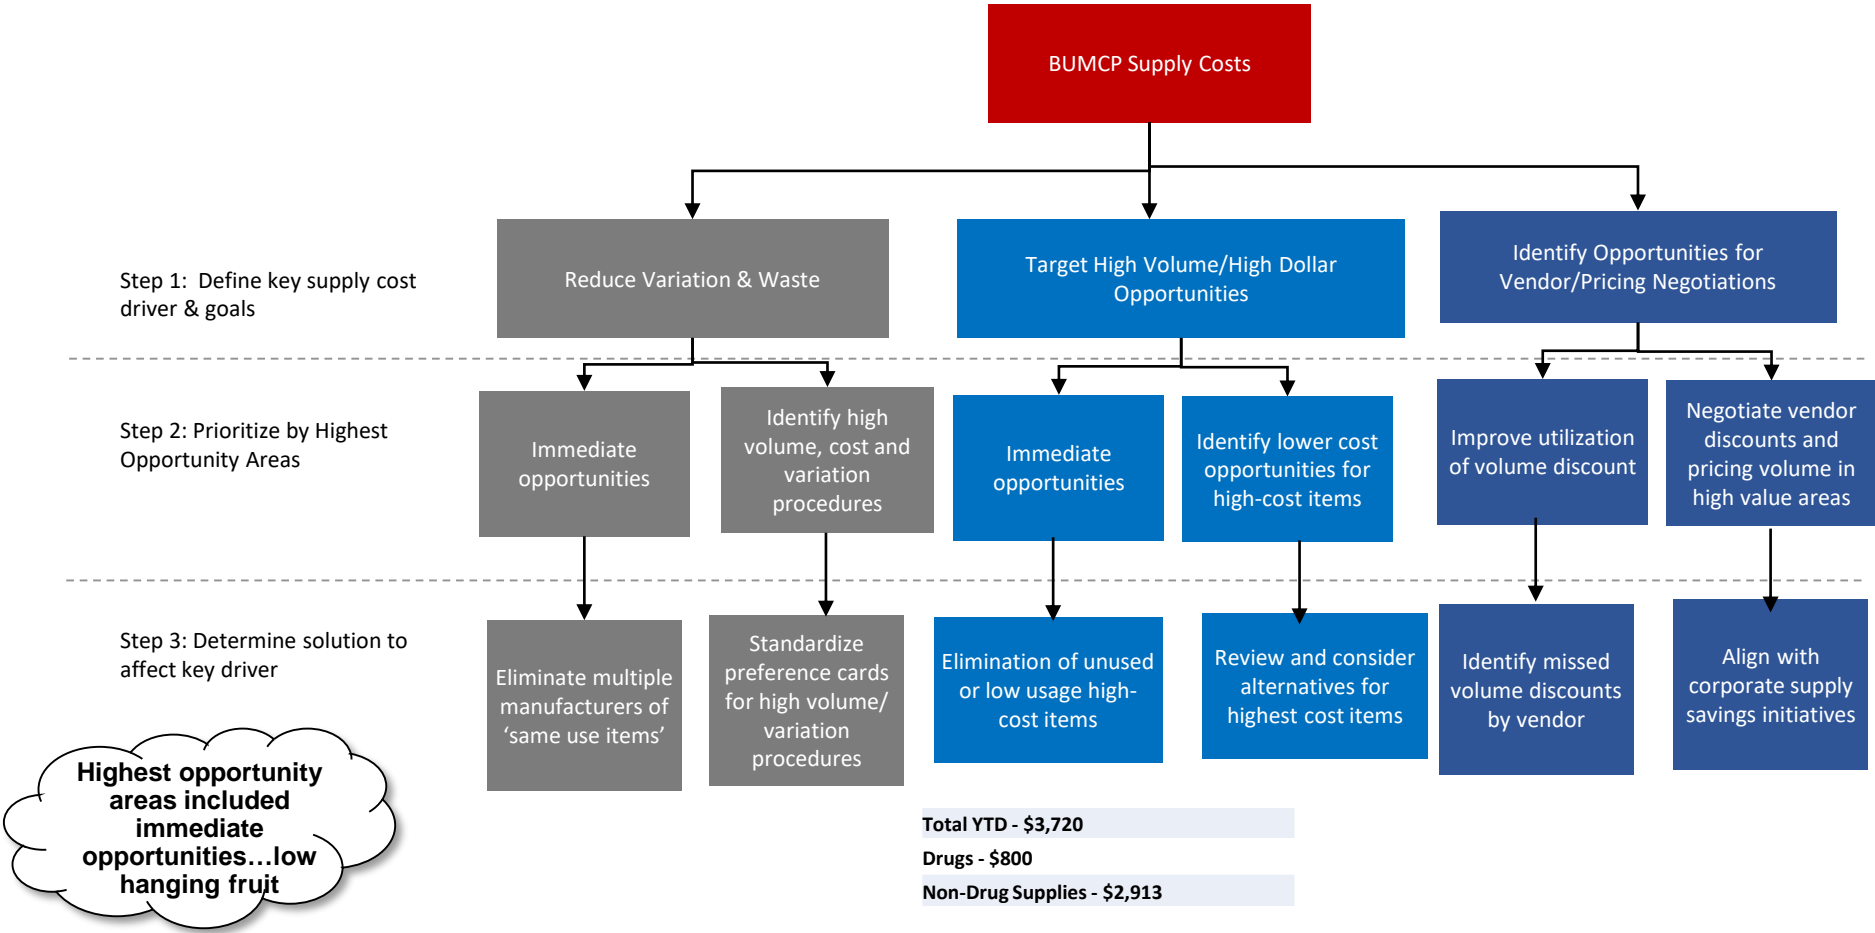 BUMCP Supply Costs
Step 1:  Define key supply cost
driver & goals
Reduce Variation & Waste
Target High Volume/High Dollar
Opportunities
Identify Opportunities for
Vendor/Pricing Negotiations
Step 2: Prioritize by Highest
Opportunity Areas
Immediate
opportunities
Identify high
volume, cost and
variation
procedures
Immediate
opportunities
Identify lower cost
opportunities for
high-cost items
Improve utilization
of volume discount
Negotiate vendor
discounts and
pricing volume in
high value areas
Step 3: Determine solution to
affect key driver
Eliminate multiple
manufacturers of
‘same use items’
Standardize
preference cards
for high volume/
variation
procedures
Elimination of unused
or low usage high-
cost items
Review and consider
alternatives for
highest cost items
Identify missed
volume discounts
by vendor
Align with
corporate supply
savings initiatives
Highest opportunity
areas included
immediate
opportunities…low
hanging fruit
Total YTD - $3,720
Drugs - $800
Non-Drug Supplies - $2,913